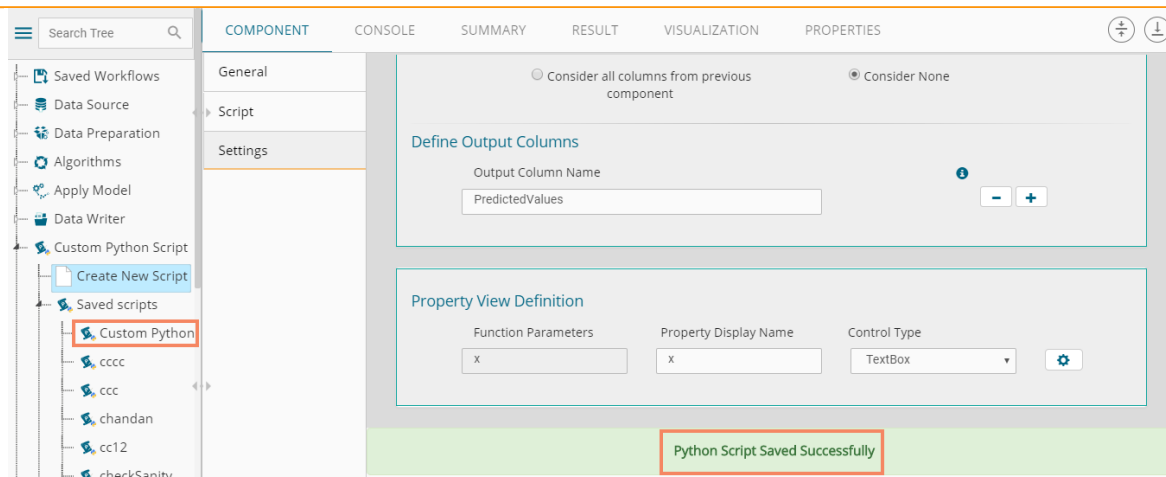 Search Tree
COMPONENT
CONSOLE
SUMMARY
RESULT
VISUALIZATION
PROPERTIES
Saved Workflows
Data Source
Data Preparation
Algorithms
Apply Model
Data Writer
Custom Python Script
Create New Script
Saved scripts
Custom Python
cccc
ccc
chandan
cc12
checkSanity
General
Script
Settings
Consider all columns from previous
component
Consider None
Define Output Columns
Output Column Name
PredictedValues
Property View Definition
Function Parameters
Property Display Name
Control Type
x
x
TextBox
Python Script Saved Successfully